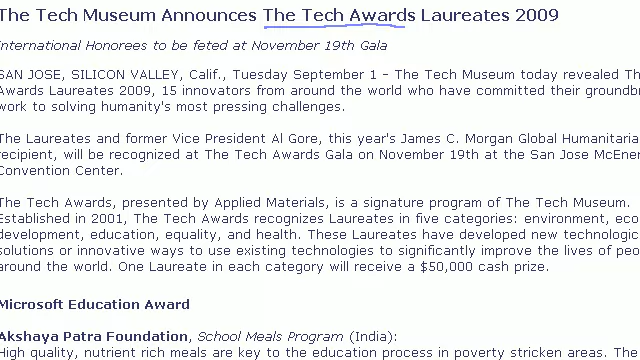 The Tech Museum Announces The Tech Awards Laureates 2009
International Honorees to be feted at November 19th Gala
SAN JOSE, SILICON VALLEY, Calif., Tuesday September 1 – The Tech Museum today revealed Th
Awards Laureates 2009, 15 innovators from around the world who have committed their groundbr
work to solving humanity's most pressing challenges.
The Laureates and former Vice President Al Gore, this year's James C. Morgan Global Humanitaria
recipient, will be recognized at The Tech Awards Gala on November 19th at the San Jose McEner
Convention Center.
The Tech Awards, presented by Applied Materials, is a signature program of The Tech Museum.
Established in 2001, The Tech Awards recognizes Laureates in five categories: environment, eco
development, education, equality, and health. These Laureates have developed new technologic
solutions or innovative ways to use existing technologies to significantly improve the lives of peo
around the world. One Laureate in each category will receive a $50,000 cash prize.
Microsoft Education Award
Akshaya Patra Foundation, School Meals Program (India):
High quality, nutrient rich meals are key to the education process in poverty stricken areas. The